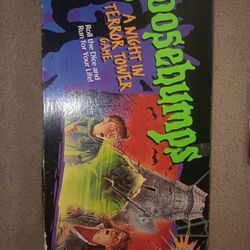 Goosebumps
A NIGHT IN
TERROR TOWER
GAME
Roll the Dice and
Run for Your Life!